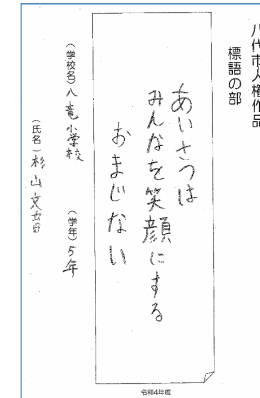 八代市人権作品
標語の部
あいさつは
みんなを笑顔にする
おまじない
(学校名)八竜小学校
(学年)5年
(氏名)杉山
令和4年度